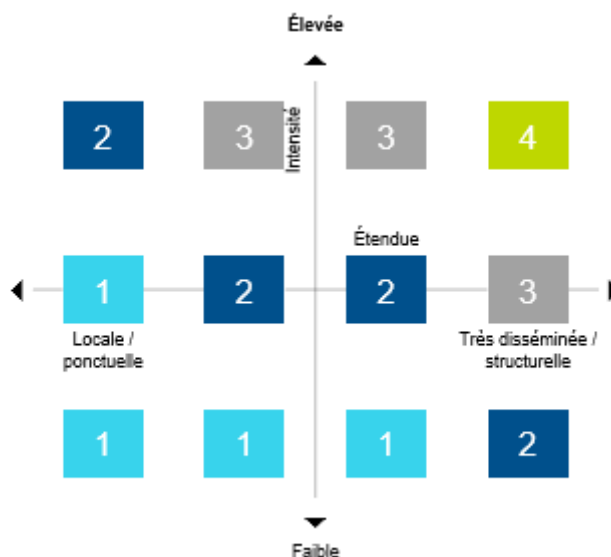 Élevée
2
3
Intensité
3
4
Étendue
1
2
2
3
Locale /
ponctuelle
Très disséminée /
structurelle
1
1
1
2
Faible